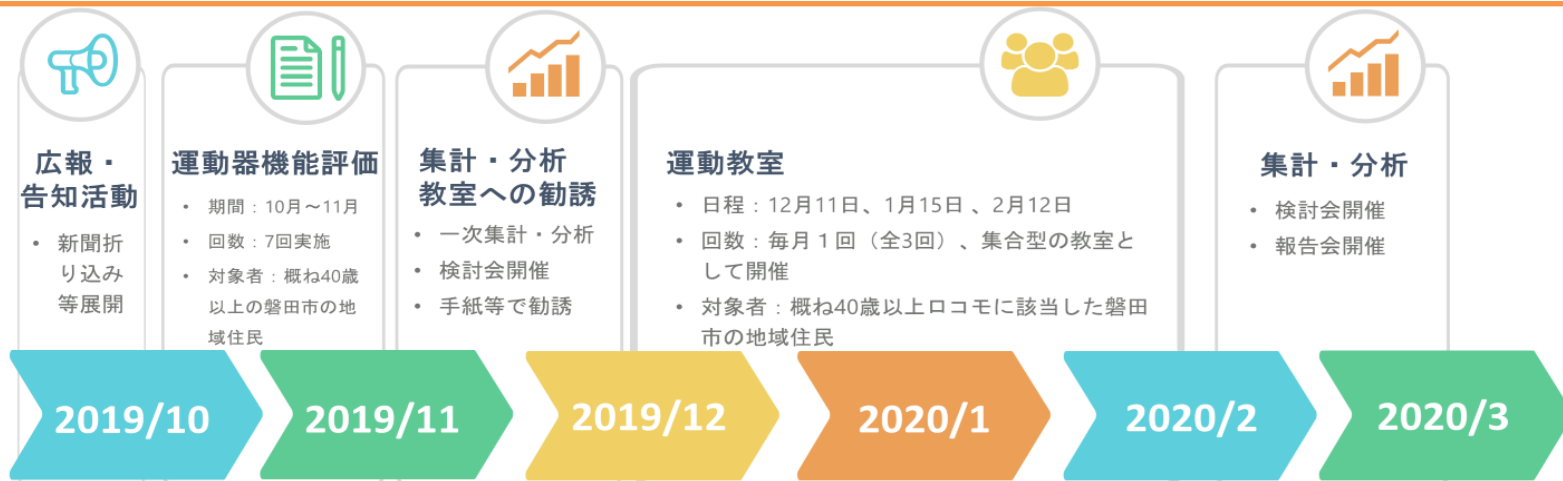 広報・
告知活動
• 新聞折
り込み
等展開
運動器機能評価
• 期間：10月～11月
• 回数：7回実施
• 対象者：概ね40歳
以上の磐田市の地
域住民
集計・分析
教室への勧誘
• 一次集計・分析
• 検討会開催
• 手紙等で勧誘
運動教室
• 日程：12月11日、1月15日 、2月12日
• 回数：毎月１回（全3回）、集合型の教室と
して開催
• 対象者：概ね40歳以上ロコモに該当した磐田
市の地域住民
集計・分析
• 検討会開催
• 報告会開催
2019/10
2019/11
2019/12
2020/1
2020/2
2020/3